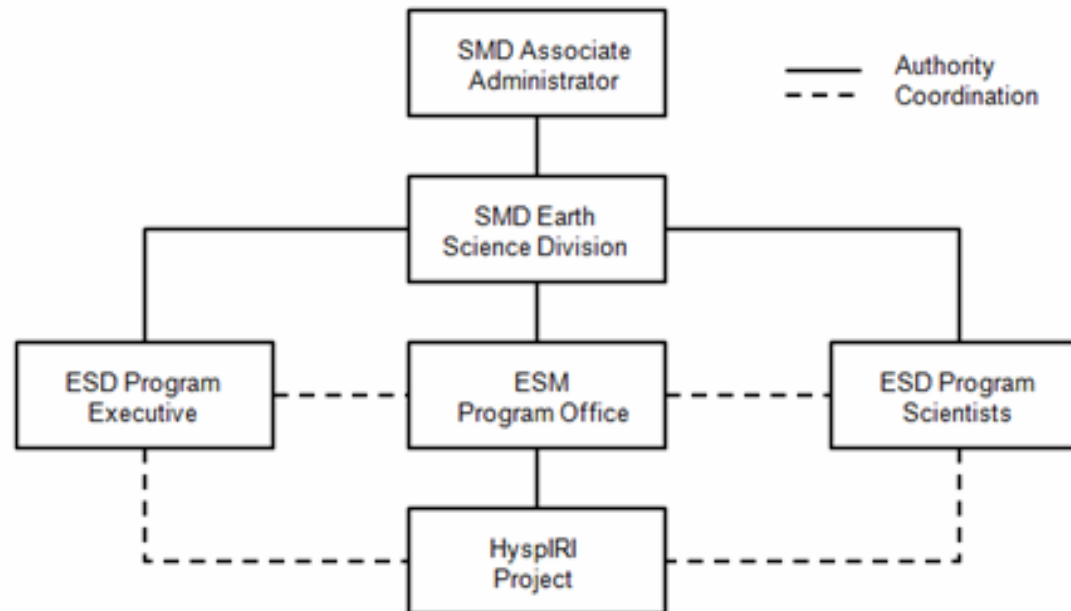 SMD Associate
Administrator
Authority
Coordination
SMD Earth
Science Division
ESD Program
Executive
ESM
Program Office
ESD Program
Scientists
HyspIRI
Project